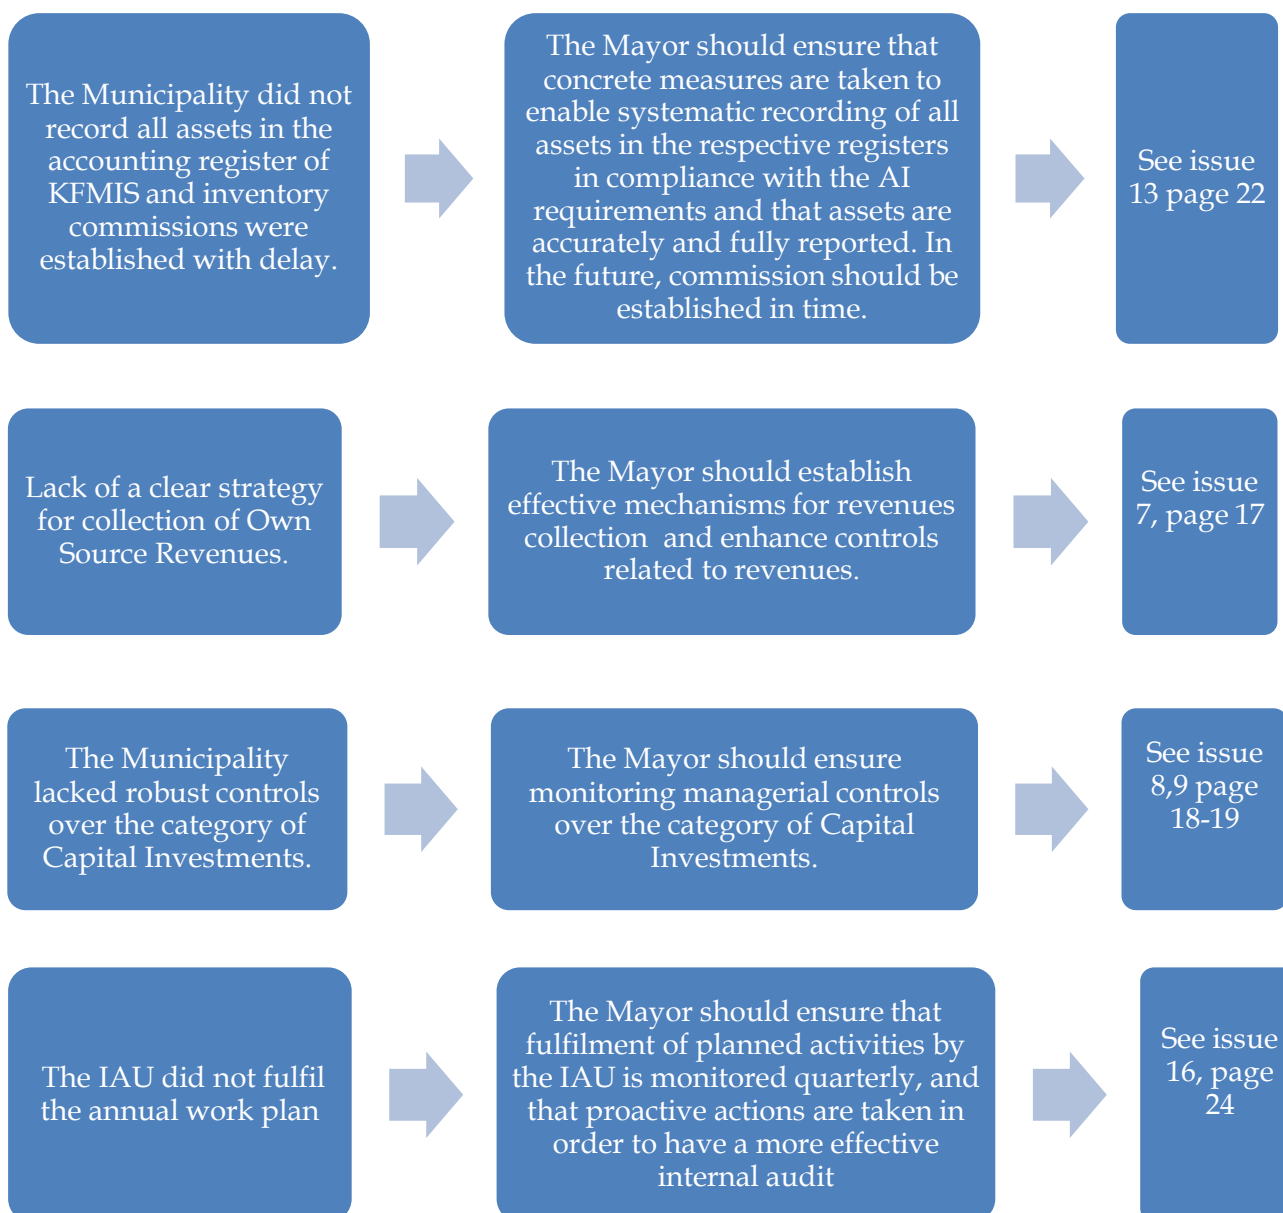 The Municipality did not
record all assets in the
accounting register of
KFMIS and inventory
commissions were
established with delay.
The Mayor should ensure that
concrete measures are taken to
enable systematic recording of all
assets in the respective registers
in compliance with the AI
requirements and that assets are
accurately and fully reported. In
the future, commission should be
established in time.
See issue
13 page 22
Lack of a clear strategy
for collection of Own
Source Revenues.
The Mayor should establish
effective mechanisms for revenues
collection  and enhance controls
related to revenues.
See issue
7, page 17
The Municipality
lacked robust controls
over the category of
Capital Investments.
The Mayor should ensure
monitoring managerial controls
over the category of Capital
Investments.
See issue
8,9 page
18-19
The IAU did not fulfil
the annual work plan
The Mayor should ensure that
fulfilment of planned activities by
the IAU is monitored quarterly, and
that proactive actions are taken in
order to have a more effective
internal audit
See issue
16, page
24